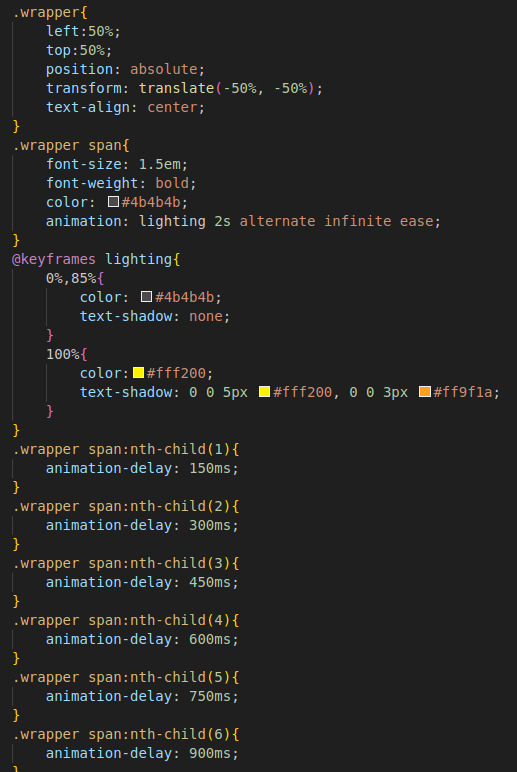 .wrapper{
    left:50%;
    top:50%;
    position: absolute;
    transform: translate(-50%, -50%);
    text-align: center;
}
.wrapper span{
    font-size: 1.5em;
    font-weight: bold;
    color: #4b4b4b;
    animation: lighting 2s alternate infinite ease;
}
@keyframes lighting{
    0%,85%{
        color: #4b4b4b;
        text-shadow: none;
    }
    100%{
        color:#fff200;
        text-shadow: 0 0 5px #fff200, 0 0 3px #ff9f1a;
    }
}
.wrapper span:nth-child(1){
    animation-delay: 150ms;
}
.wrapper span:nth-child(2){
    animation-delay: 300ms;
}
.wrapper span:nth-child(3){
    animation-delay: 450ms;
}
.wrapper span:nth-child(4){
    animation-delay: 600ms;
}
.wrapper span:nth-child(5){
    animation-delay: 750ms;
}
.wrapper span:nth-child(6){
    animation-delay: 900ms;
}